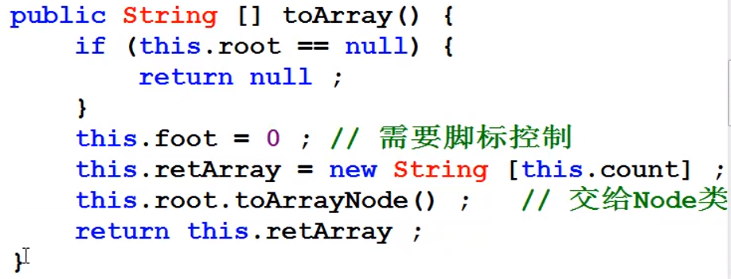 public String [] toArray() {
    if (this.root == null) {
        return null ;
    }
    this.foot = 0 ; // 需要脚标控制
    this.retArray = new String [this.count] ;
    this.root.toArrayNode() ;   // 交给Node类
    return this.retArray ;
}